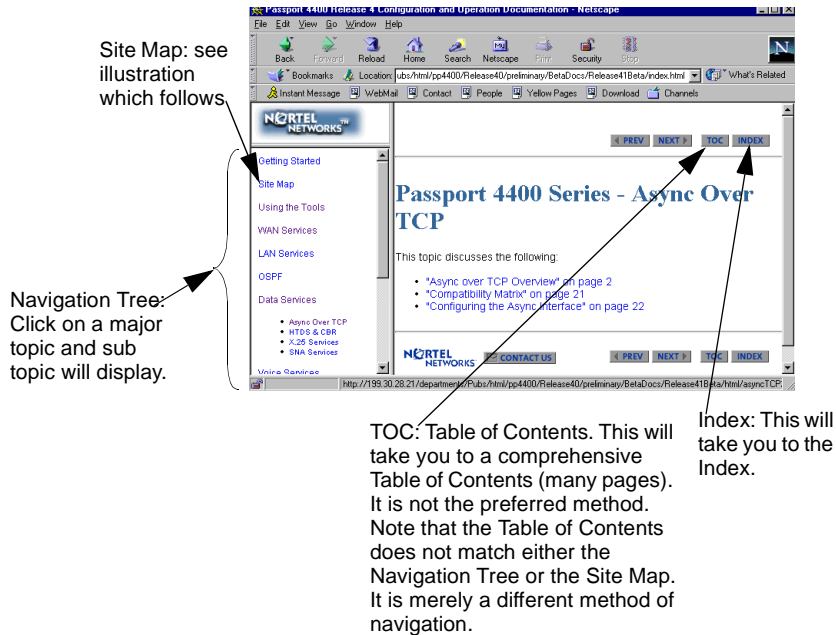 Passport 4400 Release 4 Configuration and Operation Documentation - Netscape
File Edit View Go Window Help
Back Forward Reload Home Search Netscape Print Security Stop
N
Bookmarks Location: ubs/html/pp4400/Release40/preliminary/BetaDocs/Release41Beta/index.html What's Related
Instant Message WebMail Contact People Yellow Pages Download Channels
Site Map: see
illustration
which follows
NORTEL
NETWORKS™
PREV NEXT TOC INDEX
Getting Started
Site Map
Using the Tools
WAN Services
LAN Services
OSPF
Data Services
• Async Over TCP
• HTDS & CBR
• X.25 Services
• SNA Services
Voice Services
Passport 4400 Series - Async Over
TCP
This topic discusses the following:
• "Async over TCP Overview" on page 2
• "Compatibility Matrix" on page 21
• "Configuring the Async Interface" on page 22
NORTEL
NETWORKS
CONTACT US
PREV NEXT TOC INDEX
http://199.30.28.21/departments/Pubs/html/pp4400/Release40/preliminary/BetaDocs/Release41Beta/html/asyncTCP.
Navigation Tree:
Click on a major
topic and sub
topic will display.
TOC: Table of Contents. This will
take you to a comprehensive
Table of Contents (many pages).
It is not the preferred method.
Note that the Table of Contents
does not match either the
Navigation Tree or the Site Map.
It is merely a different method of
navigation.
Index: This will
take you to the
Index.